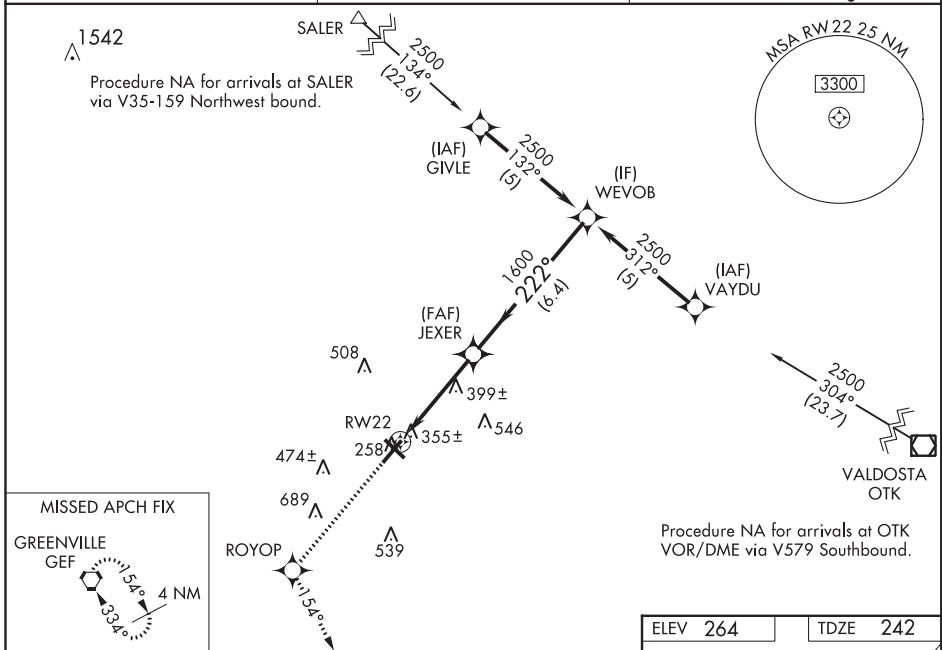 1542
Procedure NA for arrivals at SALER
via V35-159 Northwest bound.
SALER
2500
134°
(22.6)
MSA RW22 25 NM
3300
(IAF)
GIVLE
2500
132°
(5)
(IF)
WEVOB
2500
312°
(5)
(IAF)
VAYDU
1600
222°
(6.4)
(FAF)
JEXER
508
399±
546
RW22
355±
258
474±
689
539
2500
304°
(23.7)
VALDOSTA
OTK
Procedure NA for arrivals at OTK
VOR/DME via V579 Southbound.
MISSED APCH FIX
GREENVILLE
GEF
154°
4 NM
334°
ROYOP
154°
ELEV 264
TDZE 242